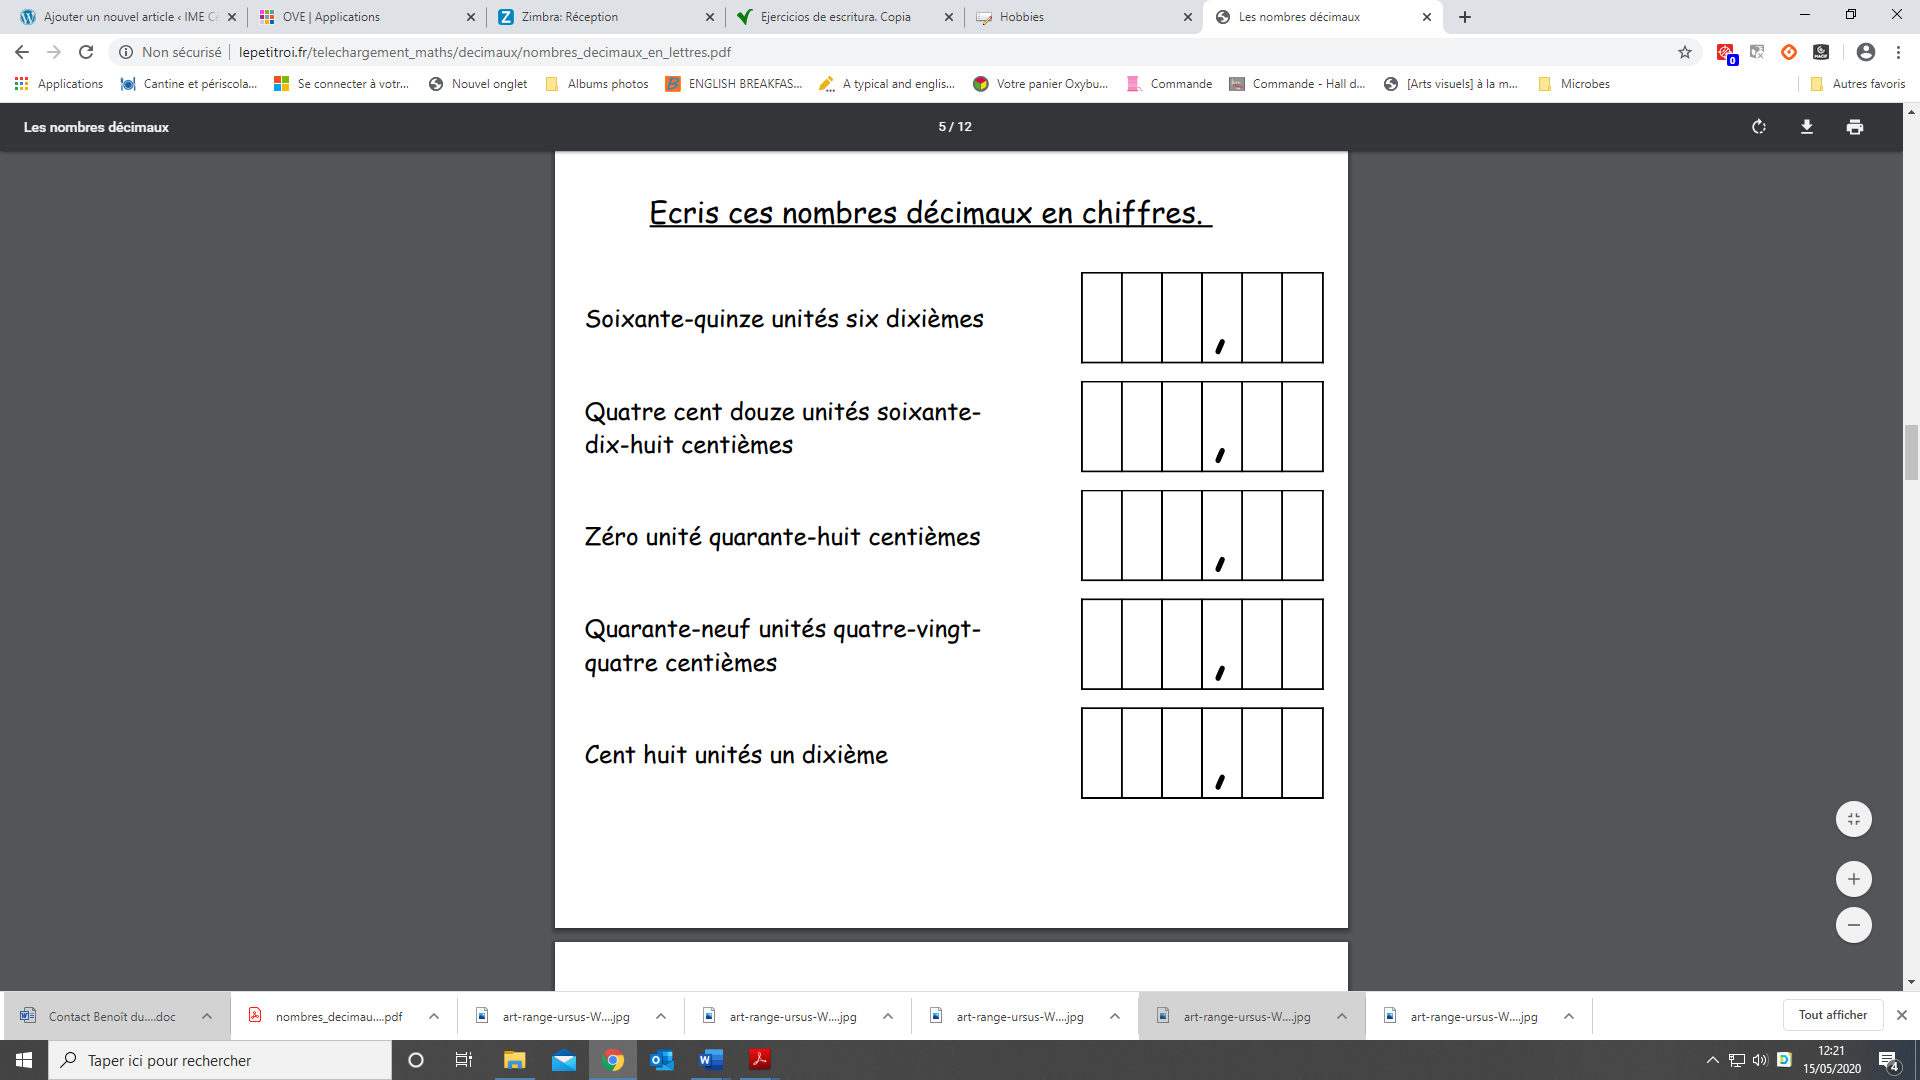 Ajouter un nouvel article ‹ IME C
OVE | Applications
Zimbra: Réception
Ejercicios de escritura. Copia
Hobbies
Les nombres décimaux
Non sécurisé
lepetitroi.fr/telechargement_maths/decimaux/nombres_decimaux_en_lettres.pdf
0
Applications
Cantine et périscola...
Se connecter à votr...
Nouvel onglet
Albums photos
ENGLISH BREAKFAS...
A typical and englis...
Votre panier Oxybu...
Commande
Commande - Hall d...
[Arts visuels] à la m...
Microbes
Autres favoris
Les nombres décimaux
5 / 12
Ecris ces nombres décimaux en chiffres.
Soixante-quinze unités six dixièmes
,
Quatre cent douze unités soixante-
dix-huit centièmes
,
Zéro unité quarante-huit centièmes
,
Quarante-neuf unités quatre-vingt-
quatre centièmes
,
Cent huit unités un dixième
,
Contact Benoît du....doc
nombres_decimau....pdf
art-range-ursus-W....jpg
art-range-ursus-W....jpg
art-range-ursus-W....jpg
art-range-ursus-W....jpg
art-range-ursus-W....jpg
Tout afficher
Taper ici pour rechercher
12:21
15/05/2020
4